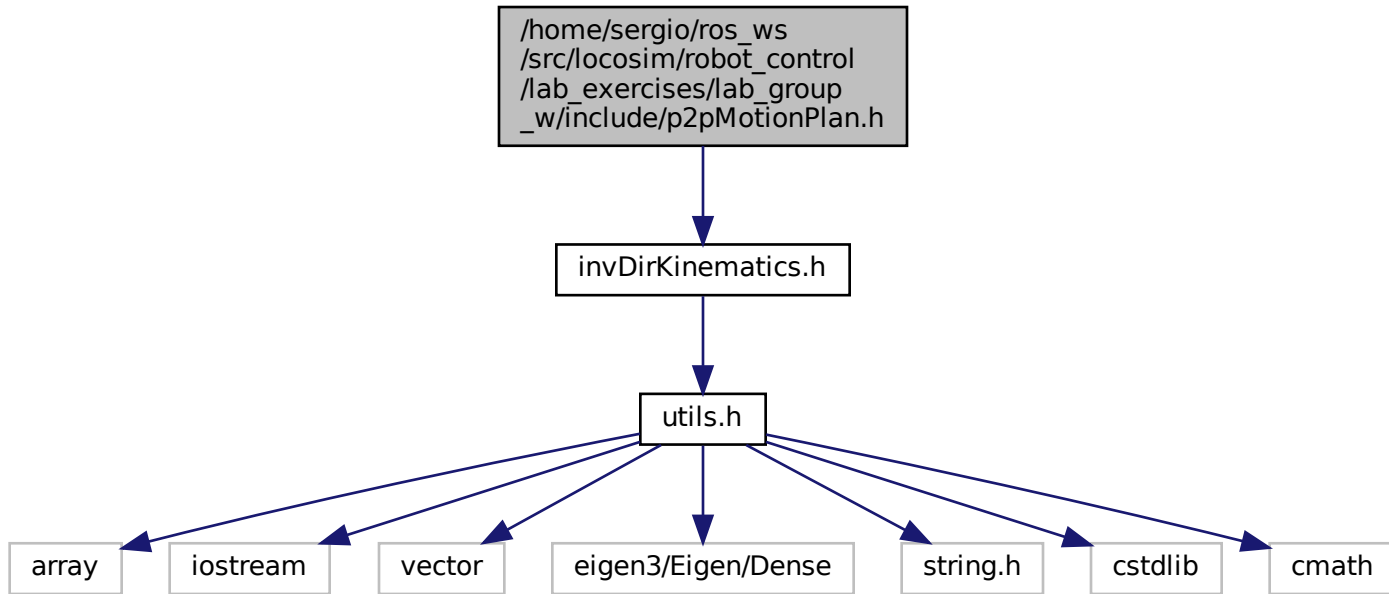 /home/sergio/ros_ws
/src/locosim/robot_control
/lab_exercises/lab_group
_w/include/p2pMotionPlan.h
invDirKinematics.h
utils.h
array
iostream
vector
eigen3/Eigen/Dense
string.h
cstdlib
cmath